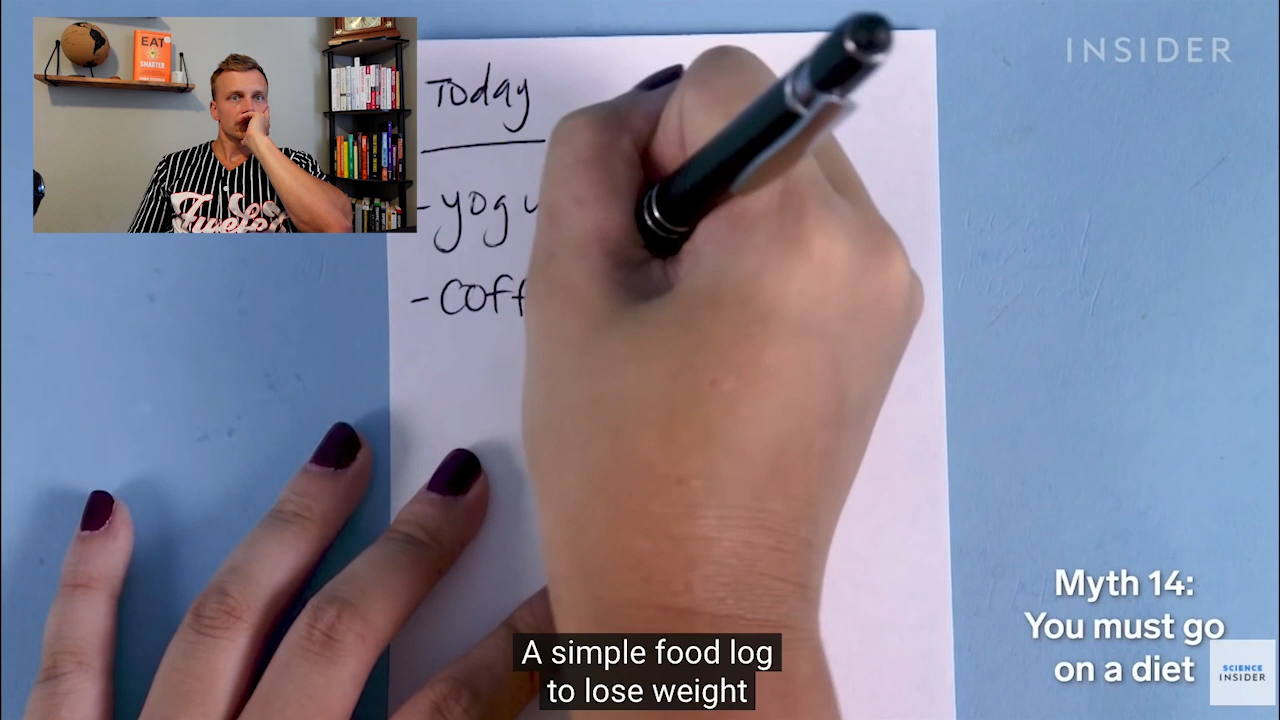 INSIDER
EAT
SMARTER
Today
- yogu
- coff
Myth 14:
You must go
on a diet
A simple food log
to lose weight
SCIENCE
INSIDER